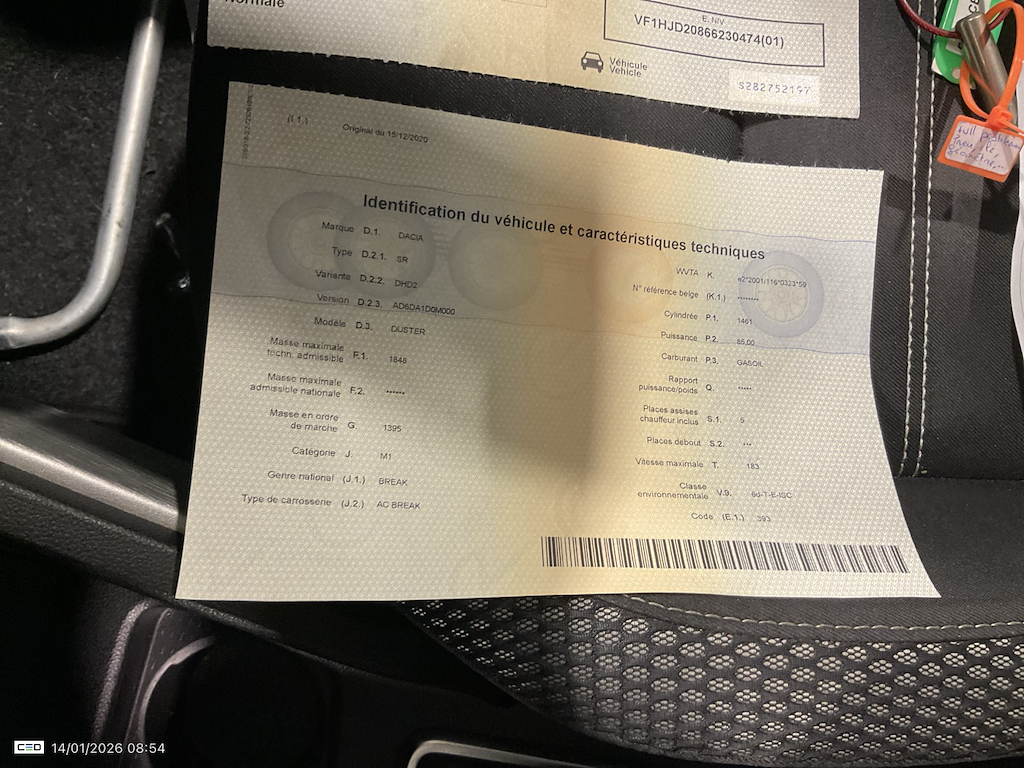 Normale
E. NIV
VF1HJD20866230474(01)
Véhicule
Vehicle
S282752197
(I.1.) Original du 15/12/2020
Identification du véhicule et caractéristiques techniques
Marque D.1. DACIA
Type D.2.1. SR
Variante D.2.2. DHD2
Version D.2.3. AD6DA1D0M000
Modèle D.3. DUSTER
Masse maximale
techn. admissible F.1. 1848
Masse maximale
admissible nationale F.2. ••••••
Masse en ordre
de marche G. 1395
Catégorie J. M1
Genre national (J.1.) BREAK
Type de carrosserie (J.2.) AC BREAK
WVTA K. e2*2001/116*0323*59
N° référence belge (K.1.) ••••••••
Cylindrée P.1. 1461
Puissance P.2. 85,00
Carburant P.3. GASOIL
Rapport
puissance/poids Q. •••••
Places assises
chauffeur inclus S.1. 5
Places debout S.2. •••
Vitesse maximale T. 183
Classe
environnementale V.9. 6d-T-E-ISC
Code (E.1.) 393
CEO 14/01/2026 08:54